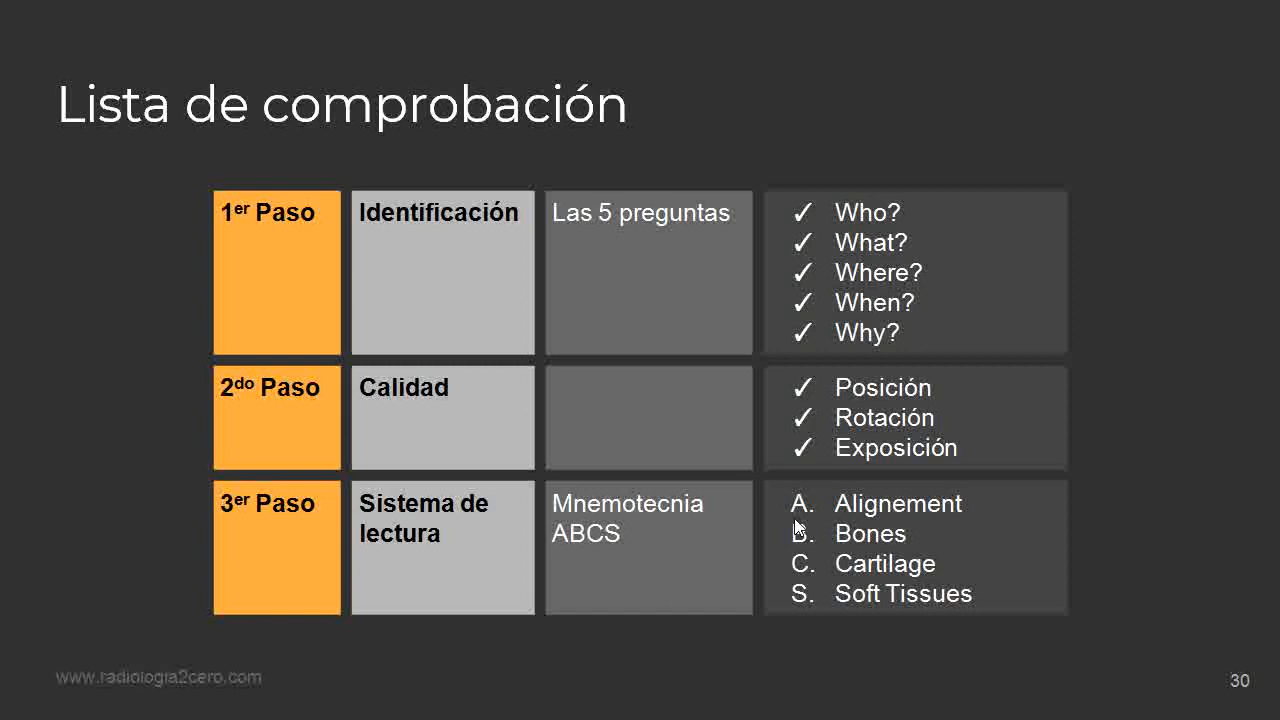 Lista de comprobación
1er Paso
Identificación
Las 5 preguntas
✓ Who?
✓ What?
✓ Where?
✓ When?
✓ Why?
2do Paso
Calidad
✓ Posición
✓ Rotación
✓ Exposición
3er Paso
Sistema de
lectura
Mnemotecnia
ABCS
A. Alignement
B. Bones
C. Cartilage
S. Soft Tissues
www.radiologia2cero.com
30